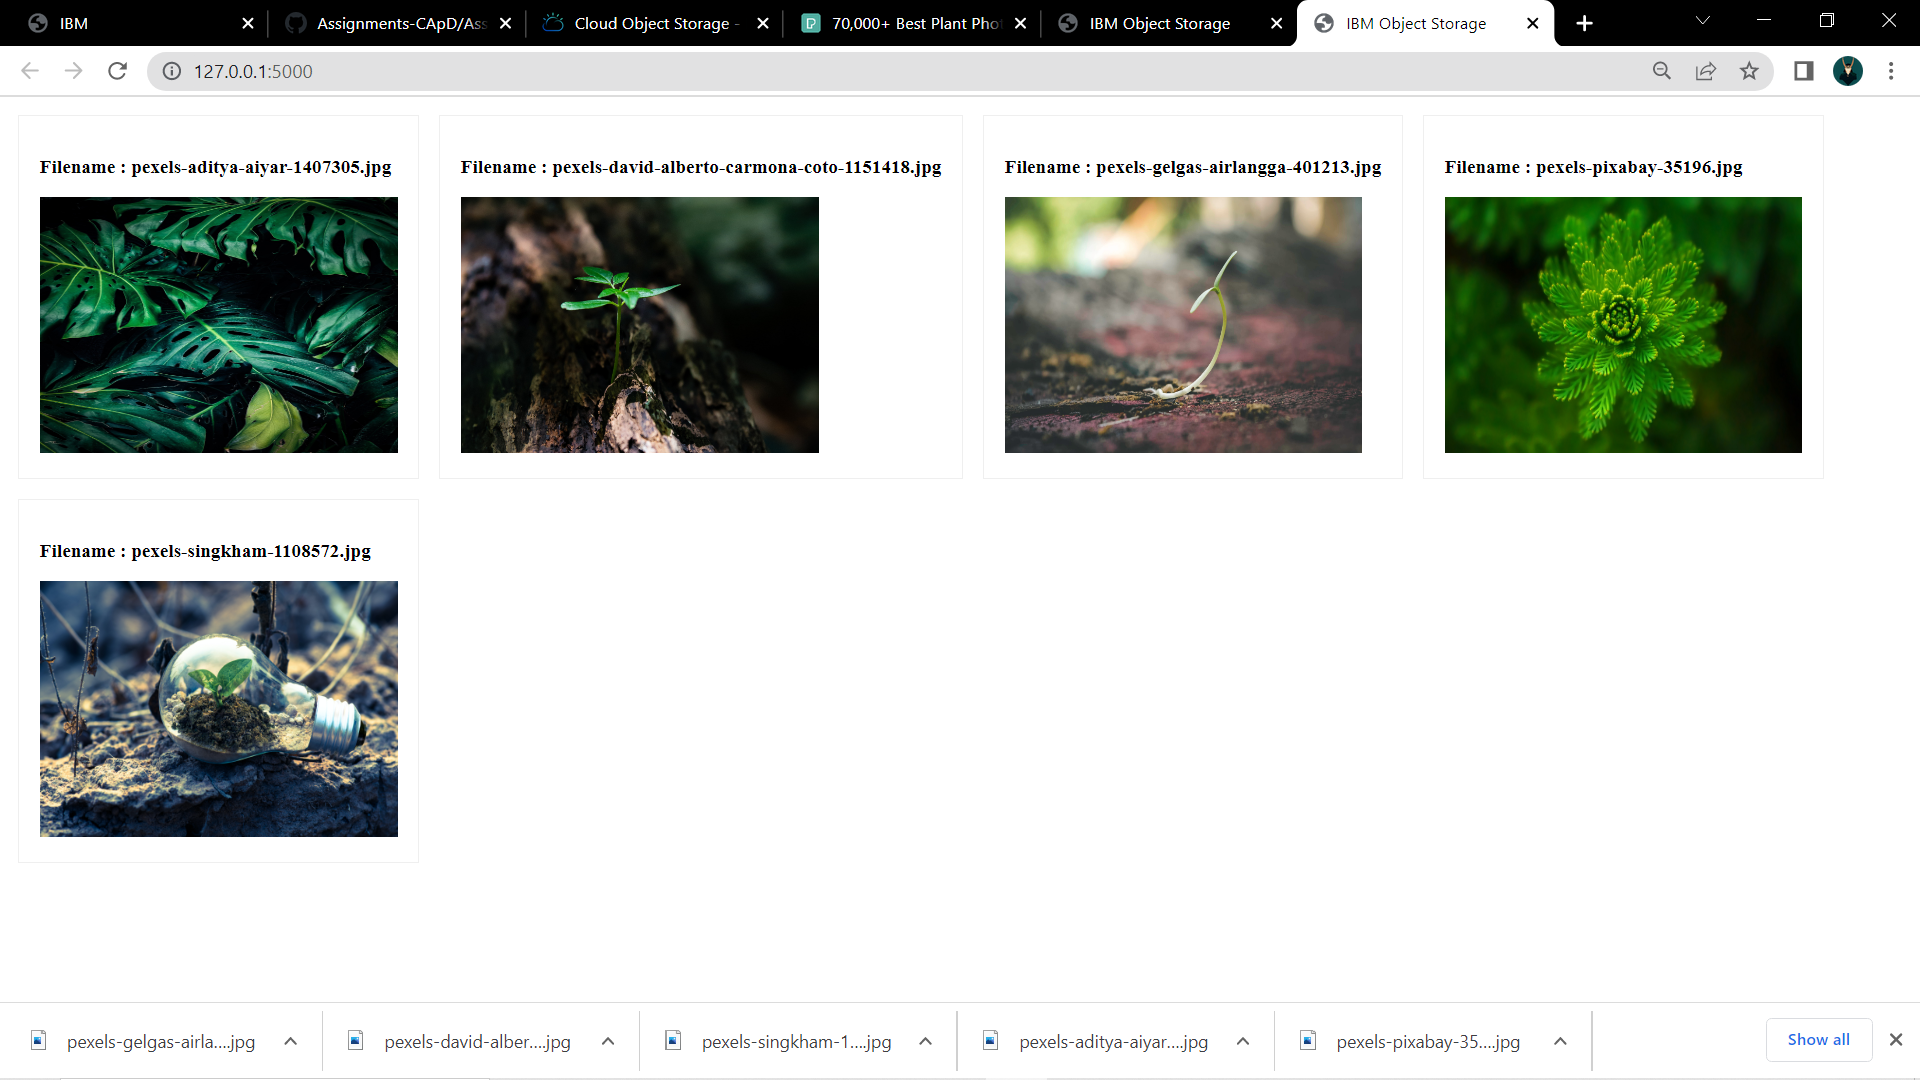 IBM
Assignments-CApD/Ass
Cloud Object Storage -
70,000+ Best Plant Pho
IBM Object Storage
IBM Object Storage
127.0.0.1:5000
Filename : pexels-aditya-aiyar-1407305.jpg
Filename : pexels-david-alberto-carmona-coto-1151418.jpg
Filename : pexels-gelgas-airlangga-401213.jpg
Filename : pexels-pixabay-35196.jpg
Filename : pexels-singkham-1108572.jpg
pexels-gelgas-airla....jpg
pexels-david-alber....jpg
pexels-singkham-1....jpg
pexels-aditya-aiyar....jpg
pexels-pixabay-35....jpg
Show all